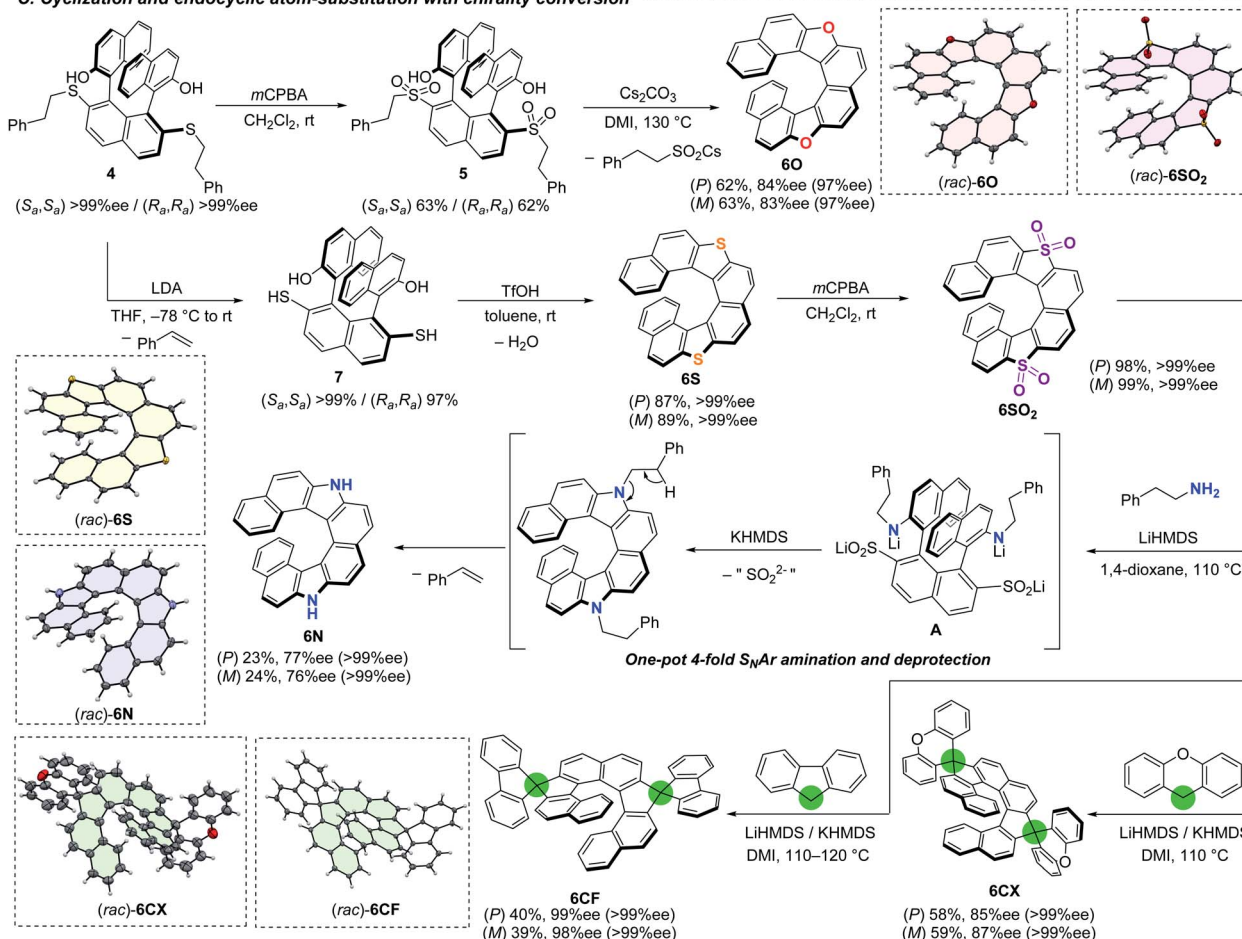 C. Cyclization and endocyclic atom-substitution with chirality conversion
HO
OH
S
S
Ph
Ph
4
(Sa,Sa) >99%ee / (Ra,Ra) >99%ee
mCPBA
CH2Cl2, rt
HO
OH
O
S
O
O
S
O
Ph
Ph
5
(Sa,Sa) 63% / (Ra,Ra) 62%
Cs2CO3
DMI, 130 °C
− Ph SO2Cs
O
O
6O
(P) 62%, 84%ee (97%ee)
(M) 63%, 83%ee (97%ee)
(rac)-6O
(rac)-6SO2
LDA
THF, −78 °C to rt
− Ph
HO
OH
HS
SH
7
(Sa,Sa) >99% / (Ra,Ra) 97%
TfOH
toluene, rt
− H2O
S
S
6S
(P) 87%, >99%ee
(M) 89%, >99%ee
mCPBA
CH2Cl2, rt
O
S
O
O
S
O
6SO2
(P) 98%, >99%ee
(M) 99%, >99%ee
(rac)-6S
(rac)-6N
NH
N
H
6N
(P) 23%, 77%ee (>99%ee)
(M) 24%, 76%ee (>99%ee)
− Ph
Ph
H
N
N
Ph
KHMDS
− " SO2 2- "
Ph
Ph
N
Li
N
Li
LiO2S
SO2Li
A
One-pot 4-fold SNAr amination and deprotection
Ph NH2
LiHMDS
1,4-dioxane, 110 °C
(rac)-6CX
(rac)-6CF
6CF
(P) 40%, 99%ee (>99%ee)
(M) 39%, 98%ee (>99%ee)
LiHMDS / KHMDS
DMI, 110–120 °C
O
O
6CX
(P) 58%, 85%ee (>99%ee)
(M) 59%, 87%ee (>99%ee)
O
LiHMDS / KHMDS
DMI, 110 °C